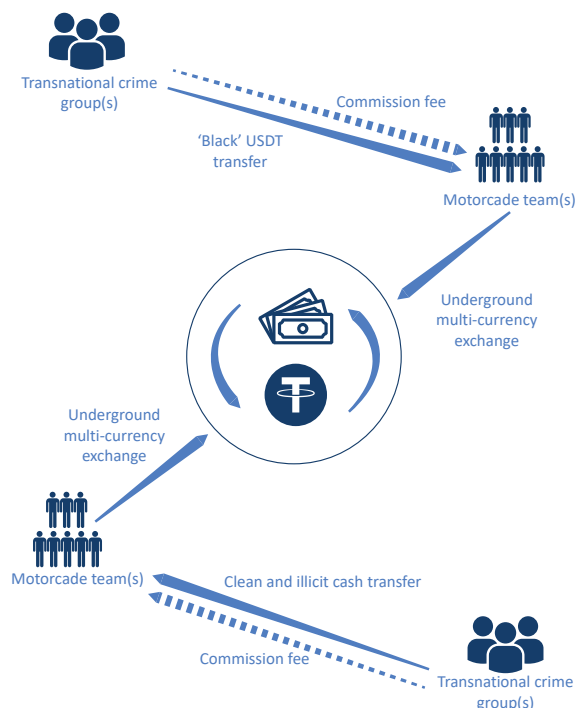 Transnational crime
group(s)
Commission fee
‘Black’ USDT
transfer
Motorcade team(s)
Underground
multi-currency
exchange
Underground
multi-currency
exchange
Motorcade team(s)
Clean and illicit cash transfer
Commission fee
Transnational crime
group(s)